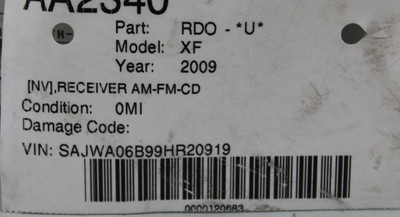 AA2340
H-
Part: RDO - *U*
Model: XF
Year: 2009
[NV],RECEIVER AM-FM-CD
Condition: 0MI
Damage Code:
VIN: SAJWA06B99HR20919
0000120683